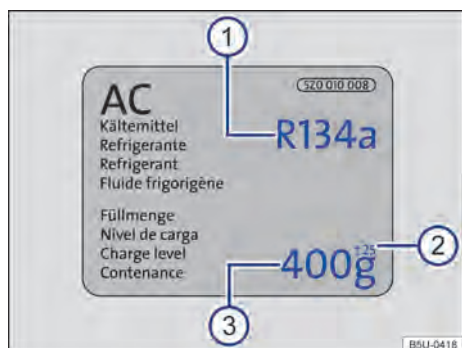 1
5Z0 010 008
AC
Kältemittel
Refrigerante
Refrigerant
Fluide frigorigène
R134a
Füllmenge
Nivel de carga
Charge level
Contenance
±25
400g
2
3
B5U-0418